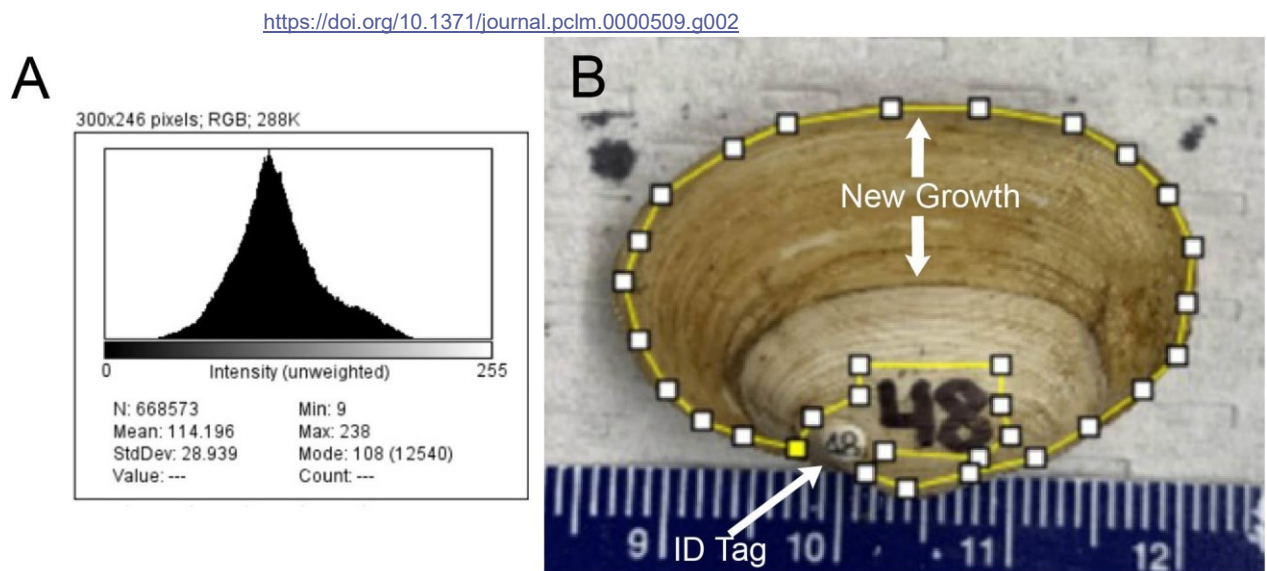 https://doi.org/10.1371/journal.pclm.0000509.g002
A
300x246 pixels; RGB; 288K
0 Intensity (unweighted) 255
N: 668573 Min: 9
Mean: 114.196 Max: 238
StdDev: 28.939 Mode: 108 (12540)
Value: --- Count: ---
B
New Growth
48
48
ID Tag
9 10 11 12